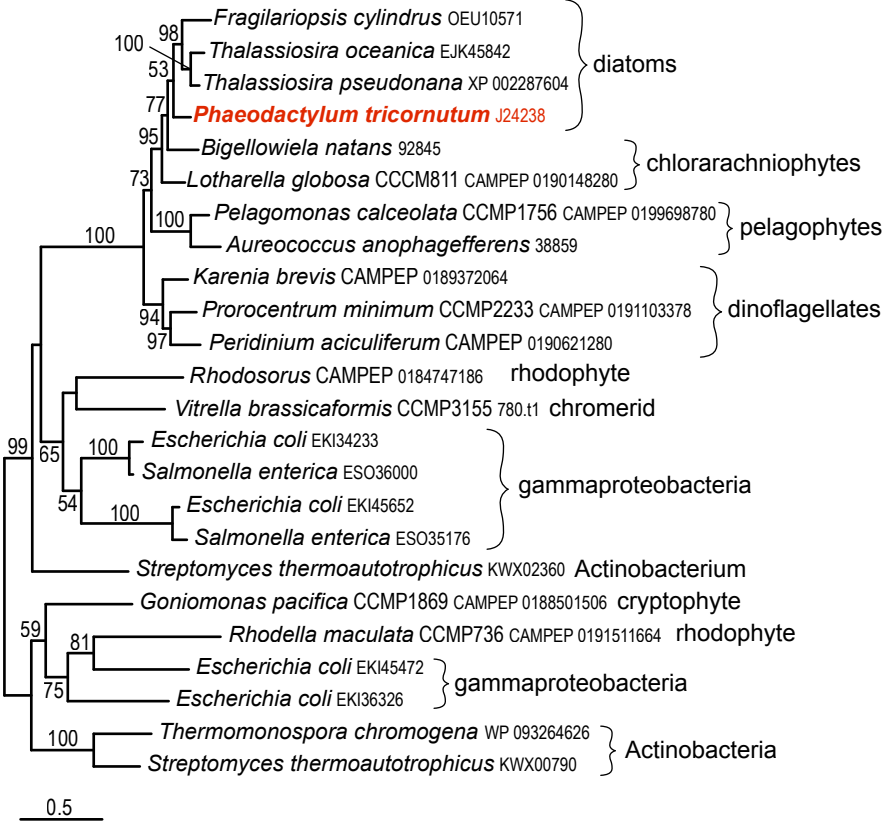 Fragilariopsis cylindrus OEU10571
98
100
Thalassiosira oceanica EJK45842
diatoms
53
Thalassiosira pseudonana XP 002287604
77
Phaeodactylum tricornutum J24238
95
Bigellowiela natans 92845
chlorarachniophytes
73
Lotharella globosa CCCM811 CAMPEP 0190148280
100
Pelagomonas calceolata CCMP1756 CAMPEP 0199698780
pelagophytes
100
Aureococcus anophagefferens 38859
Karenia brevis CAMPEP 0189372064
94
Prorocentrum minimum CCMP2233 CAMPEP 0191103378
dinoflagellates
97
Peridinium aciculiferum CAMPEP 0190621280
Rhodosorus CAMPEP 0184747186 rhodophyte
Vitrella brassicaformis CCMP3155 780.t1 chromerid
99
65
100
Escherichia coli EKI34233
Salmonella enterica ESO36000
gammaproteobacteria
54
100
Escherichia coli EKI45652
Salmonella enterica ESO35176
Streptomyces thermoautotrophicus KWX02360 Actinobacterium
Goniomonas pacifica CCMP1869 CAMPEP 0188501506 cryptophyte
59
81
Rhodella maculata CCMP736 CAMPEP 0191511664 rhodophyte
Escherichia coli EKI45472
gammaproteobacteria
75
Escherichia coli EKI36326
100
Thermomonospora chromogena WP 093264626
Actinobacteria
Streptomyces thermoautotrophicus KWX00790
0.5